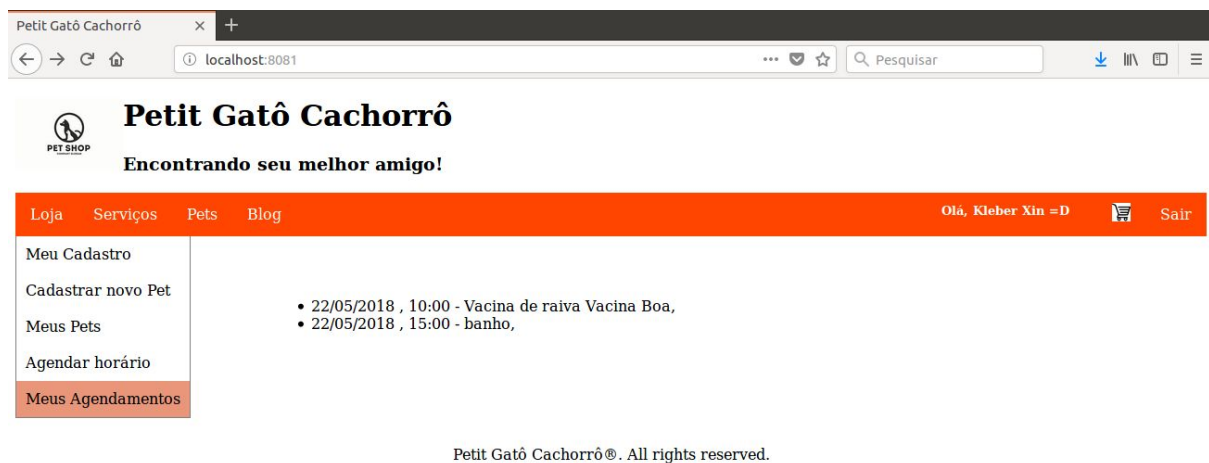 Petit Gatô Cachorrô
localhost:8081
Pesquisar
PET SHOP
Petit Gatô Cachorrô
Encontrando seu melhor amigo!
Loja Serviços Pets Blog Olá, Kleber Xin =D Sair
Meu Cadastro
Cadastrar novo Pet
Meus Pets
Agendar horário
Meus Agendamentos
• 22/05/2018 , 10:00 - Vacina de raiva Vacina Boa,
• 22/05/2018 , 15:00 - banho,
Petit Gatô Cachorrô®. All rights reserved.